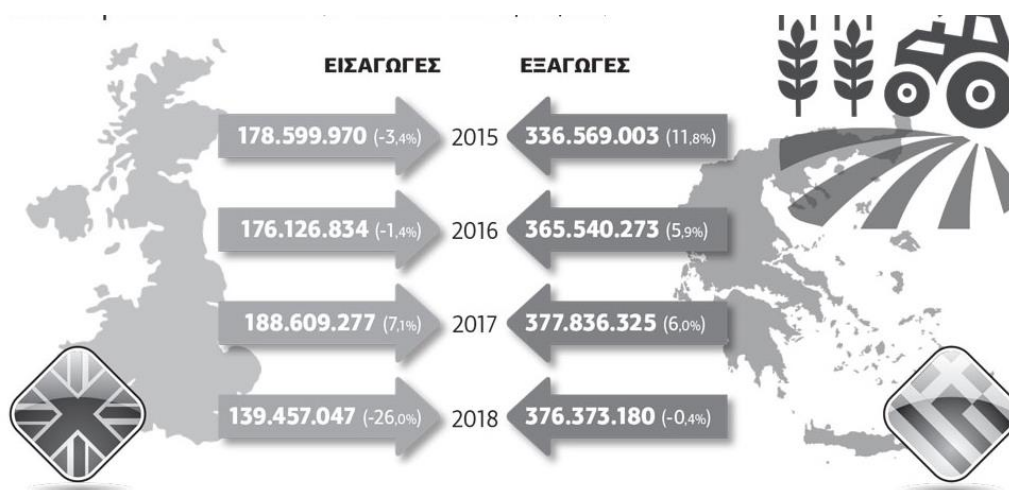 ΕΙΣΑΓΩΓΕΣ ΕΞΑΓΩΓΕΣ
178.599.970 (-3,4%) 2015 336.569.003 (11,8%)
176.126.834 (-1,4%) 2016 365.540.273 (5,9%)
188.609.277 (7,1%) 2017 377.836.325 (6,0%)
139.457.047 (-26,0%) 2018 376.373.180 (-0,4%)